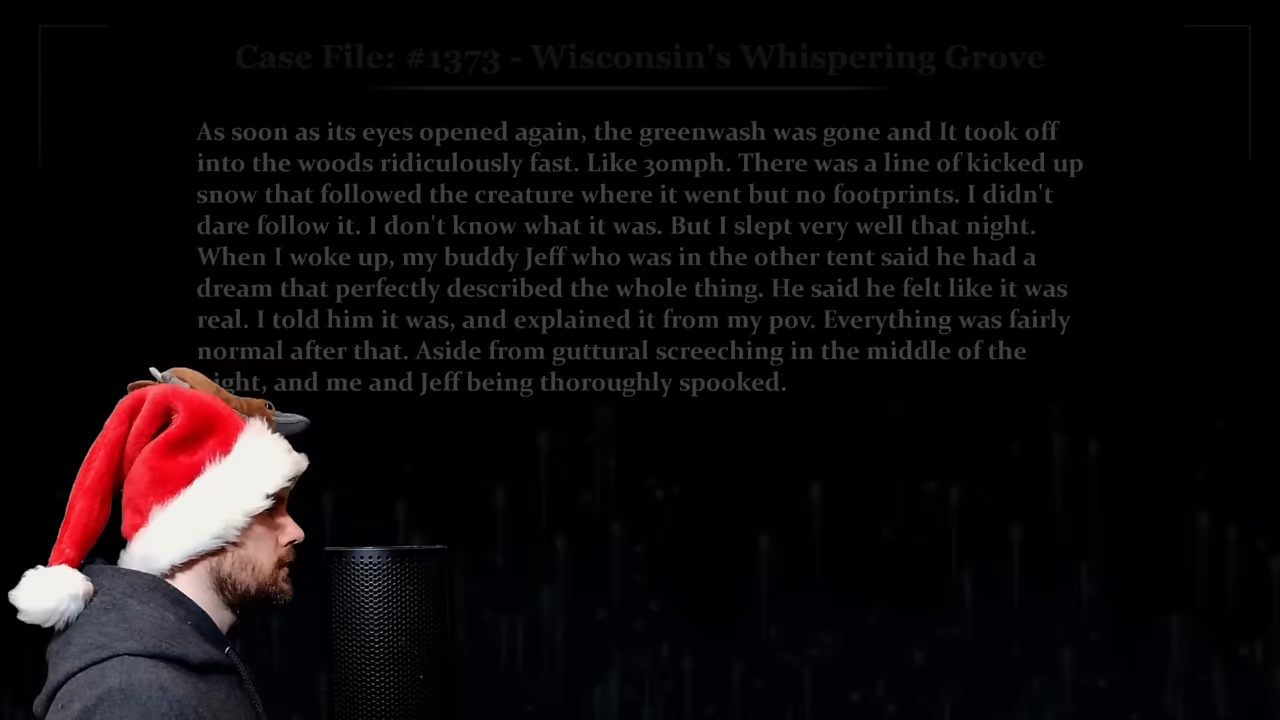 Case File: #1373 - Wisconsin's Whispering Grove
As soon as its eyes opened again, the greenwash was gone and It took off
into the woods ridiculously fast. Like 30mph. There was a line of kicked up
snow that followed the creature where it went but no footprints. I didn't
dare follow it. I don't know what it was. But I slept very well that night.
When I woke up, my buddy Jeff who was in the other tent said he had a
dream that perfectly described the whole thing. He said he felt like it was
real. I told him it was, and explained it from my pov. Everything was fairly
normal after that. Aside from guttural screeching in the middle of the
night, and me and Jeff being thoroughly spooked.